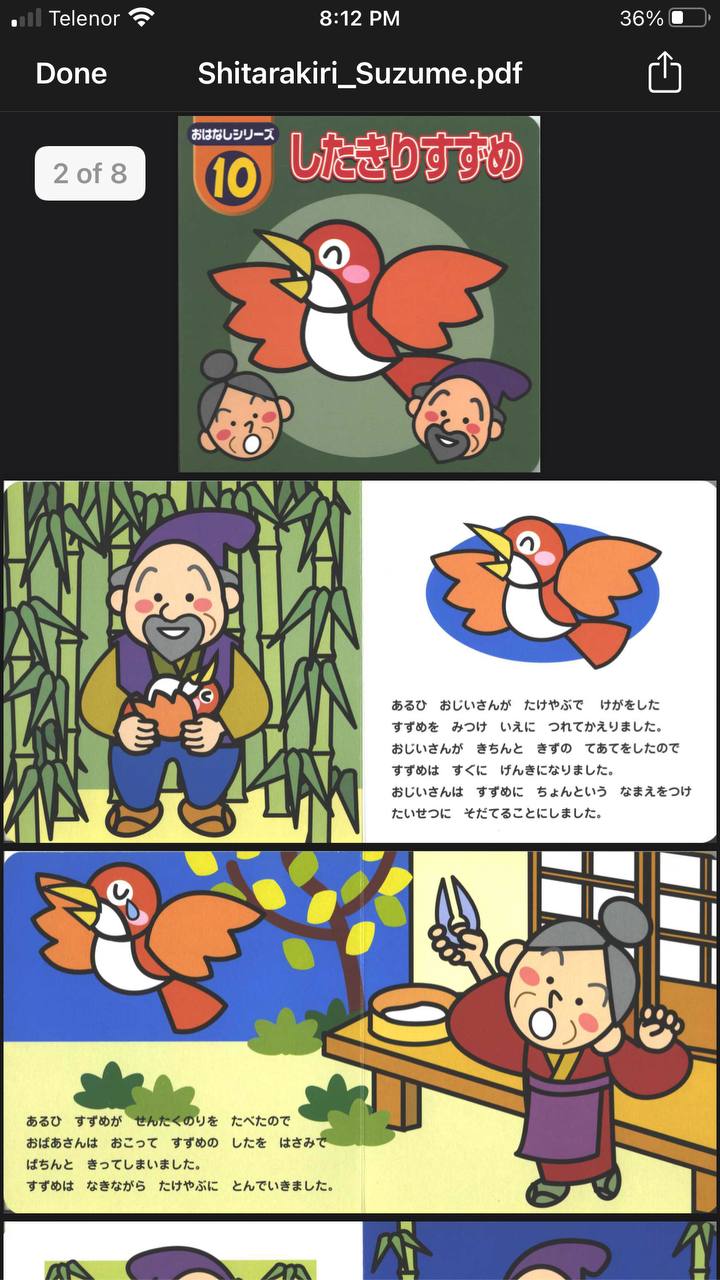 Telenor
8:12 PM
36%
Done
Shitarakiri_Suzume.pdf
2 of 8
おはなしシリーズ
10
したきりすずめ
あるひ　おじいさんが　たけやぶで　けがをした
すずめを　みつけ　いえに　つれてかえりました。
おじいさんが　きちんと　きずの　てあてをしたので
すずめは　すぐに　げんきになりました。
おじいさんは　すずめに　ちょんという　なまえをつけ
たいせつに　そだてることにしました。
あるひ　すずめが　せんたくのりを　たべたので
おばあさんは　おこって　すずめの　したを　はさみで
ぱちんと　きってしまいました。
すずめは　なきながら　たけやぶに　とんでいきました。